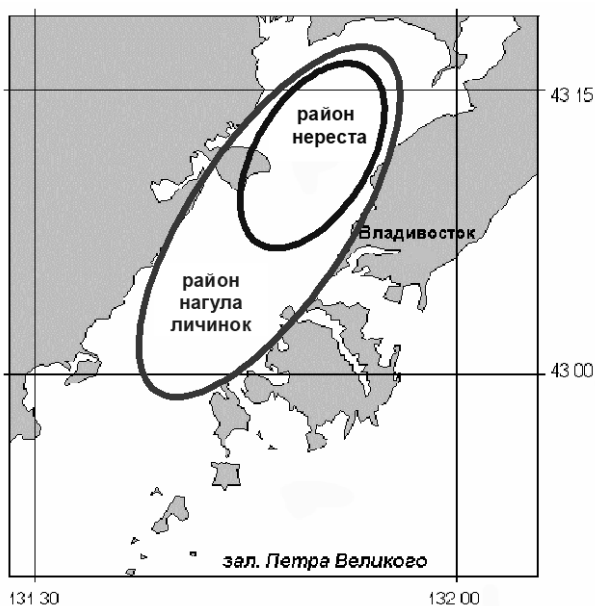 район
нереста
43 15
Владивосток
район
нагула
личинок
43 00
зал. Петра Великого
131 30
132 00